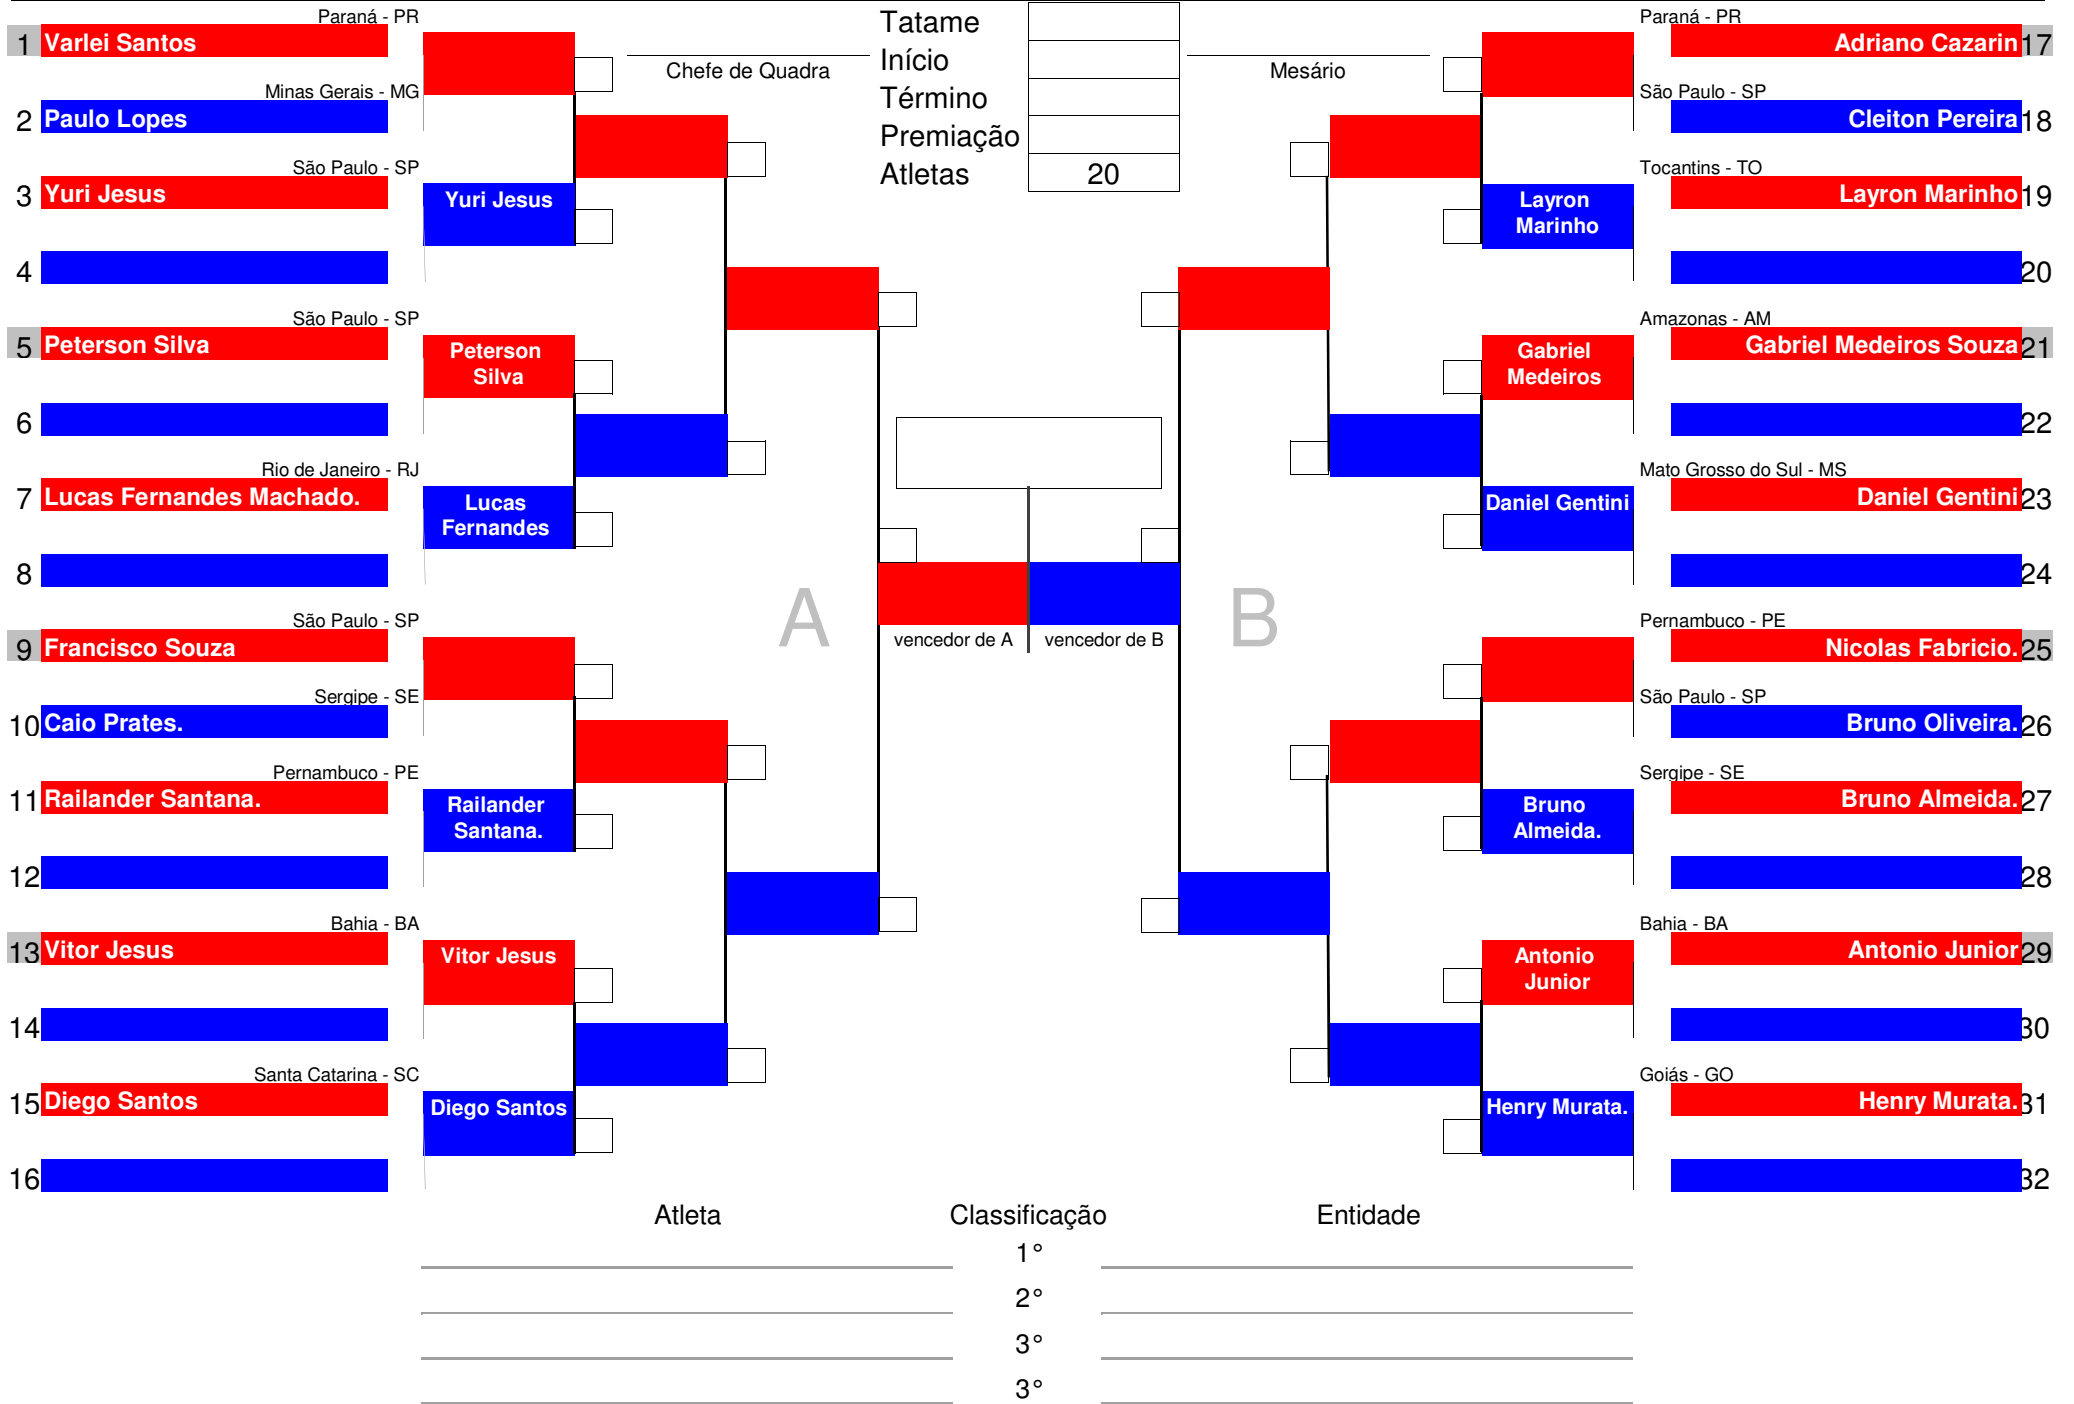 Paraná - PR
1 Varlei Santos
Minas Gerais - MG
2 Paulo Lopes
São Paulo - SP
3 Yuri Jesus
Yuri Jesus
4
São Paulo - SP
5 Peterson Silva
Peterson
Silva
6
Rio de Janeiro - RJ
7 Lucas Fernandes Machado.
Lucas
Fernandes
8
São Paulo - SP
9 Francisco Souza
Sergipe - SE
10 Caio Prates.
Pernambuco - PE
11 Railander Santana.
Railander
Santana.
12
Bahia - BA
13 Vitor Jesus
Vitor Jesus
14
Santa Catarina - SC
15 Diego Santos
Diego Santos
16
Chefe de Quadra
Tatame
Início
Término
Premiação
Atletas 20
Mesário
A
B
vencedor de A
vencedor de B
Paraná - PR
Adriano Cazarin 17
São Paulo - SP
Cleiton Pereira 18
Tocantins - TO
Layron Marinho 19
Layron
Marinho
20
Amazonas - AM
Gabriel Medeiros Souza 21
Gabriel
Medeiros
22
Mato Grosso do Sul - MS
Daniel Gentini 23
Daniel Gentini
24
Pernambuco - PE
Nicolas Fabricio. 25
São Paulo - SP
Bruno Oliveira. 26
Sergipe - SE
Bruno Almeida. 27
Bruno
Almeida.
28
Bahia - BA
Antonio Junior 29
Antonio
Junior
30
Goiás - GO
Henry Murata. 31
Henry Murata.
32
Atleta Classificação Entidade
1°
2°
3°
3°